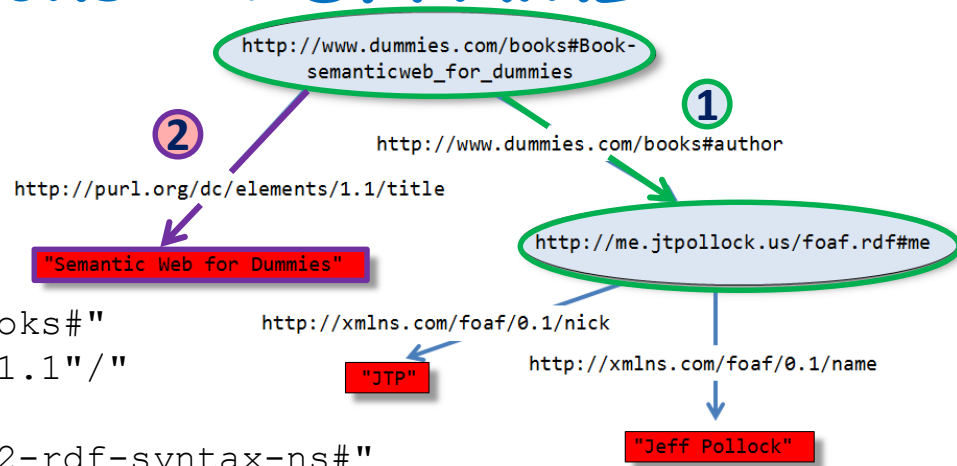 http://www.dummies.com/books#Book-
semanticweb_for_dummies
1
2
http://www.dummies.com/books#author
http://purl.org/dc/elements/1.1/title
http://me.jtpollock.us/foaf.rdf#me
"Semantic Web for Dummies"
oks#"
http://xmlns.com/foaf/0.1/nick
1.1"/"
http://xmlns.com/foaf/0.1/name
"JTP"
"Jeff Pollock"
2-rdf-syntax-ns#"